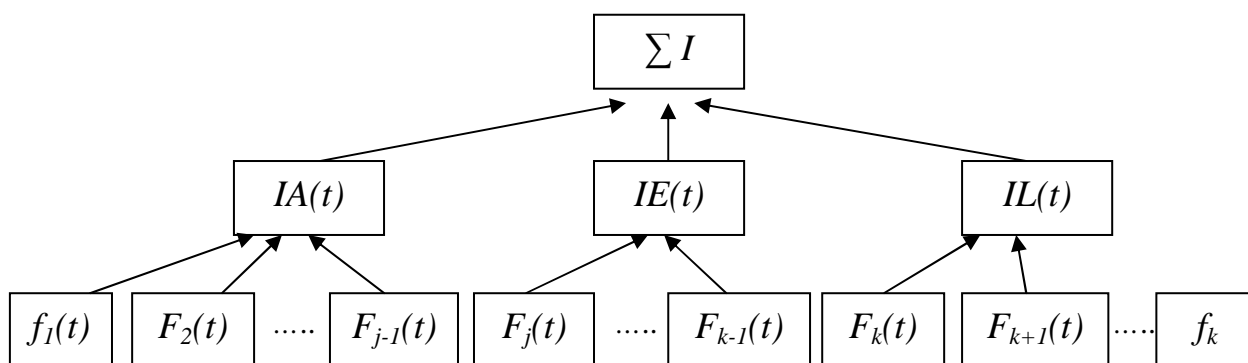 ∑ I
IA(t) IE(t) IL(t)
f₁(t) F₂(t) ..... Fⱼ₋₁(t) Fⱼ(t) ..... Fₖ₋₁(t) Fₖ(t) Fₖ₊₁(t) ..... fₖ